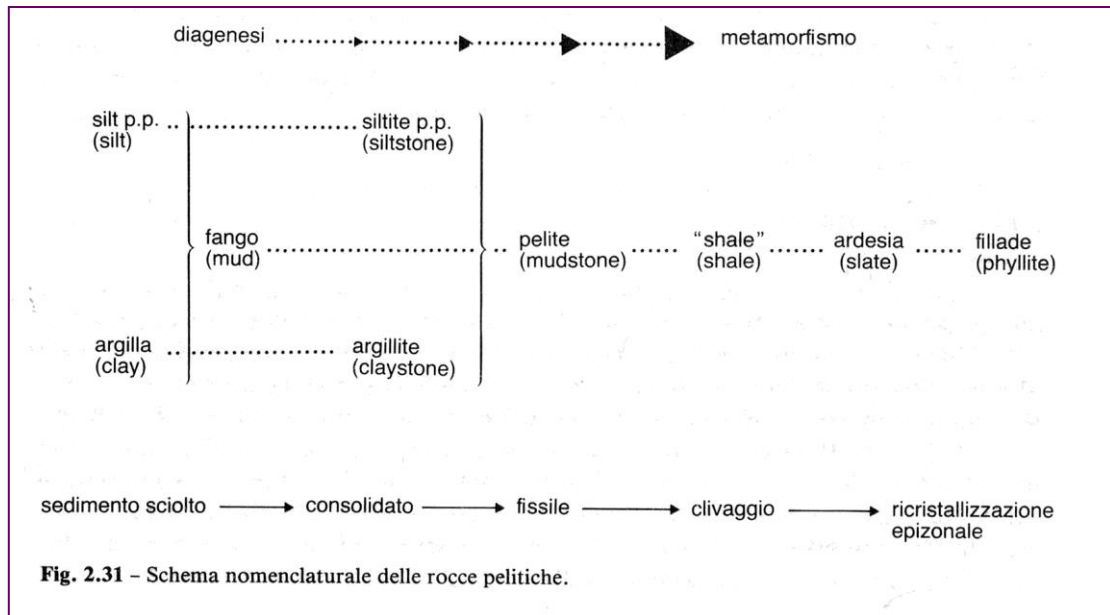 diagenesi ..... metamorfismo
silt p.p. .. ..................... siltite p.p.
(silt) (siltstone)
fango ........................... .. pelite ...... "shale" ....... ardesia ...... fillade
(mud) (mudstone) (shale) (slate) (phyllite)
argilla .. .................. argillite
(clay) (claystone)
sedimento sciolto → consolidato → fissile → clivaggio → ricristallizzazione
epizonale
Fig. 2.31 – Schema nomenclaturale delle rocce pelitiche.